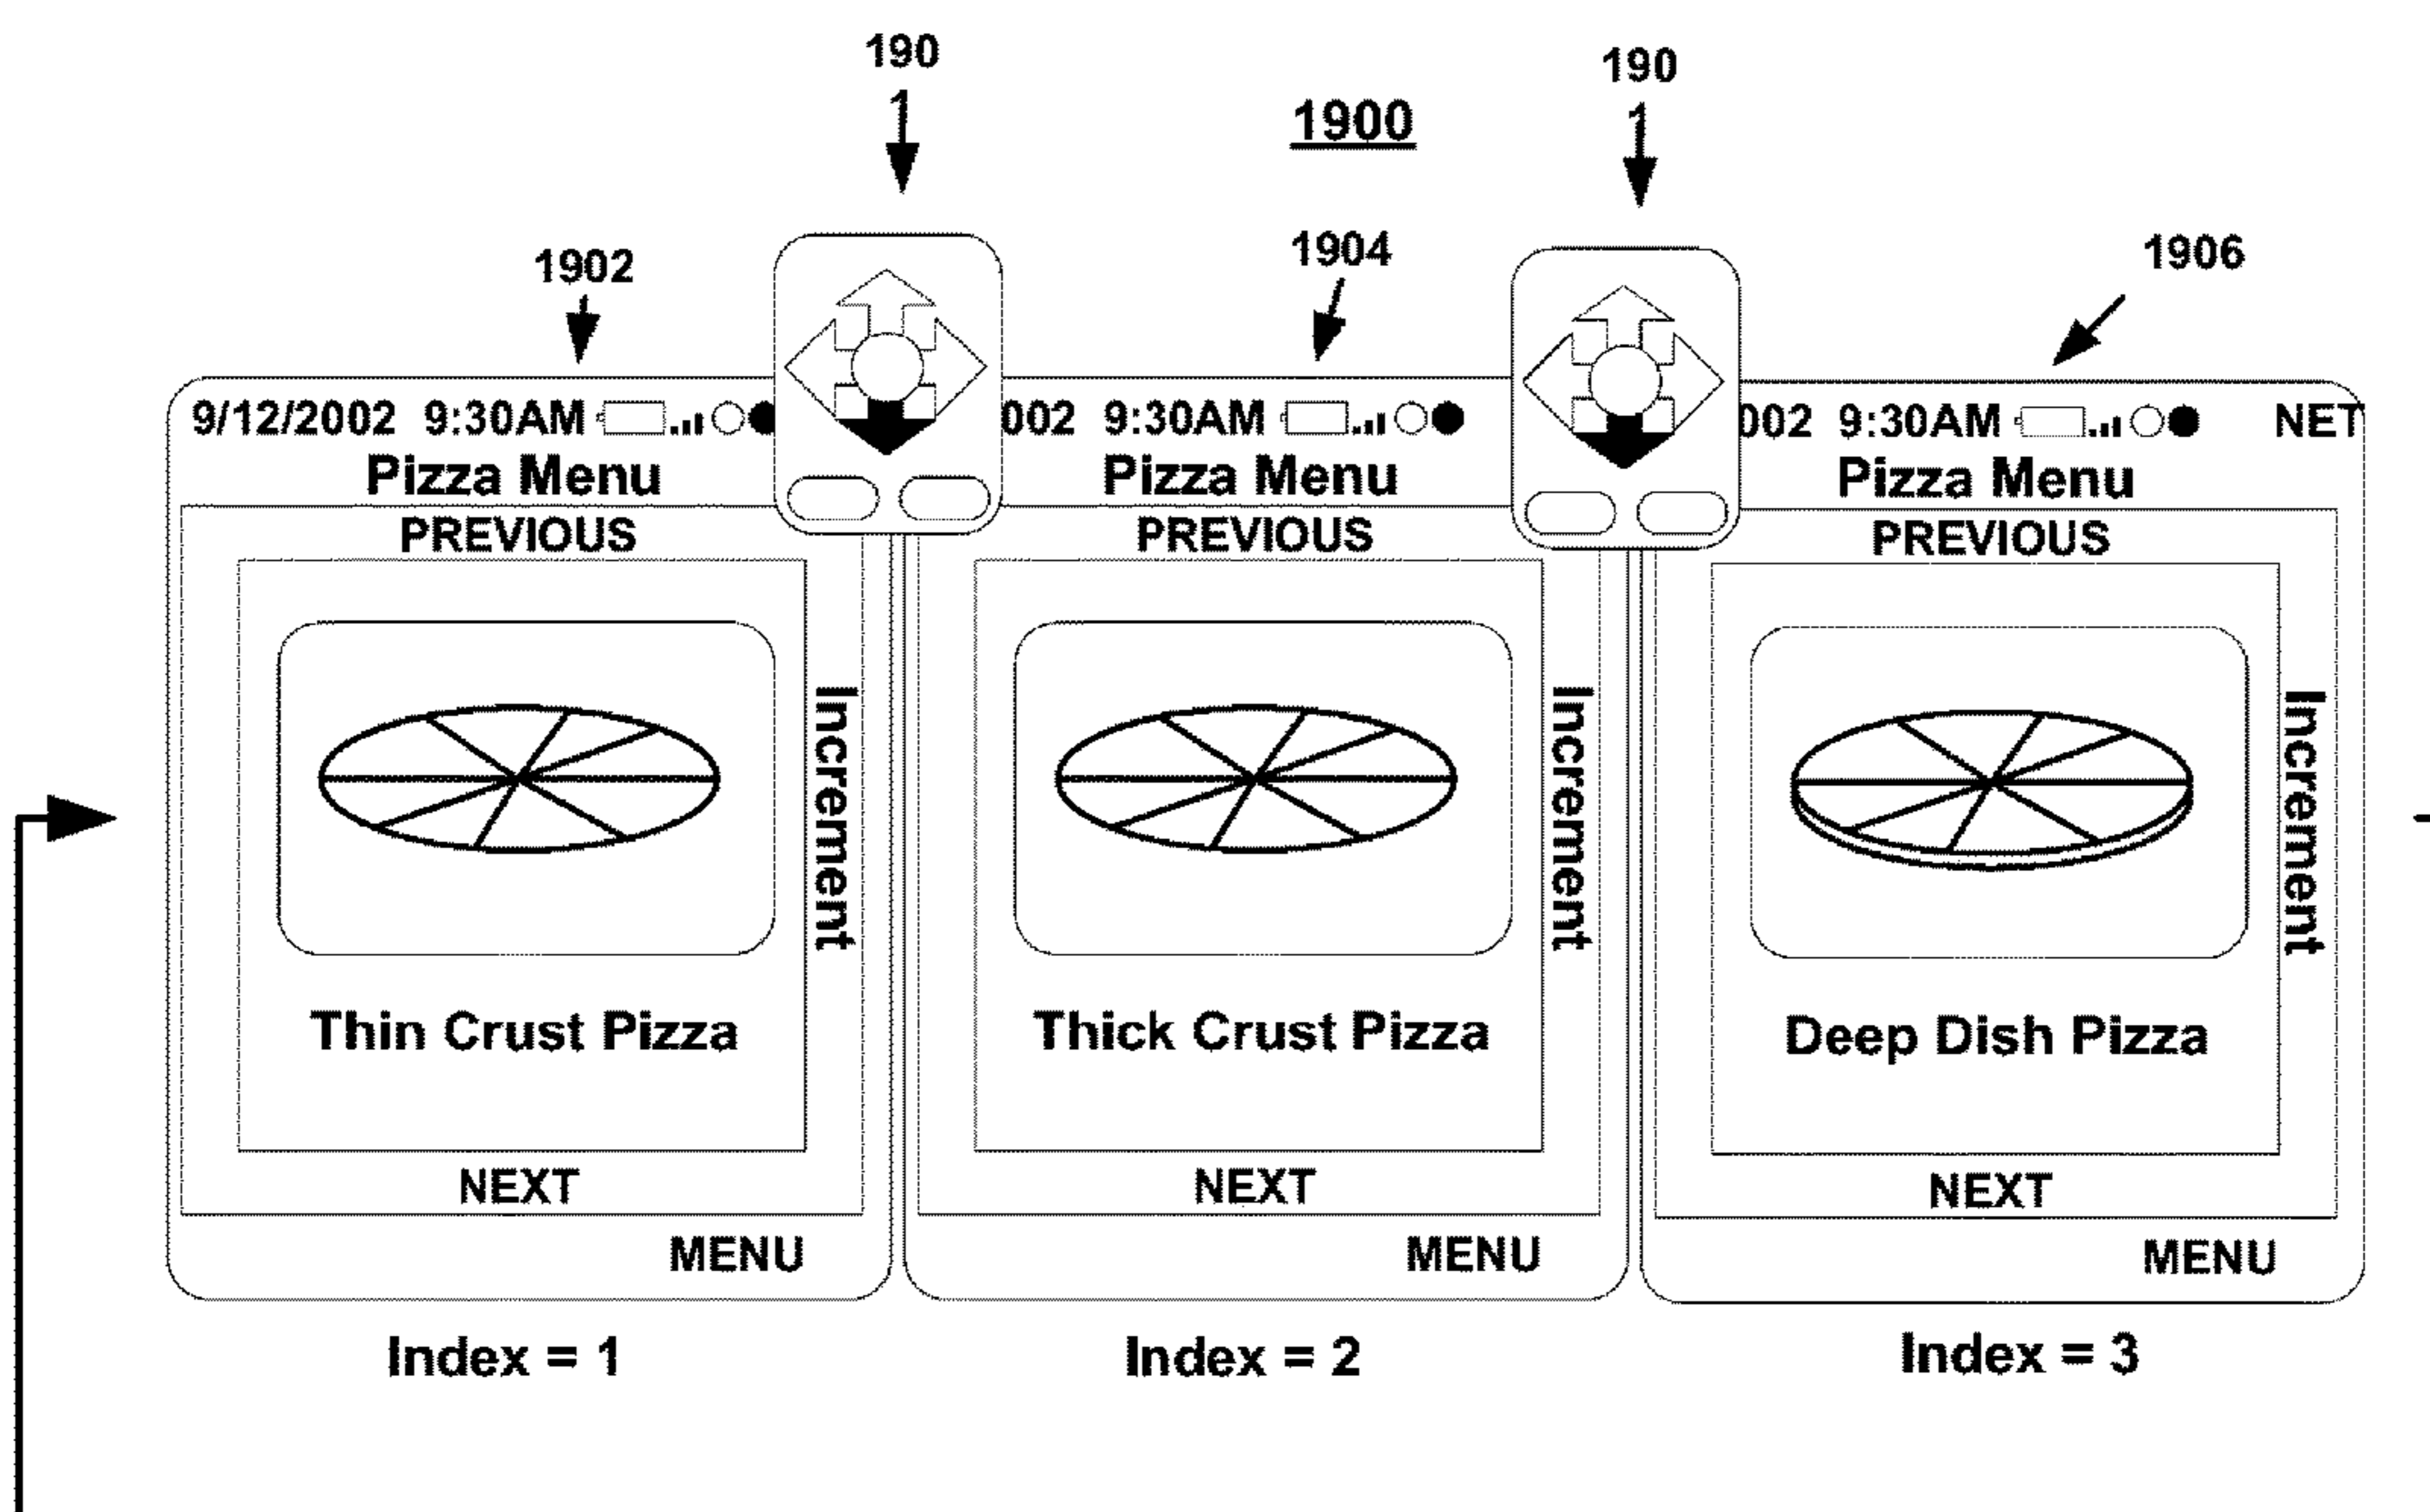 190
1
190
1
1900
1902
1904
1906
9/12/2002 9:30AM
Pizza Menu
PREVIOUS
Increment
Thin Crust Pizza
NEXT
MENU
Index = 1
002 9:30AM
Pizza Menu
PREVIOUS
Increment
Thick Crust Pizza
NEXT
MENU
Index = 2
002 9:30AM NET
Pizza Menu
PREVIOUS
Increment
Deep Dish Pizza
NEXT
MENU
Index = 3